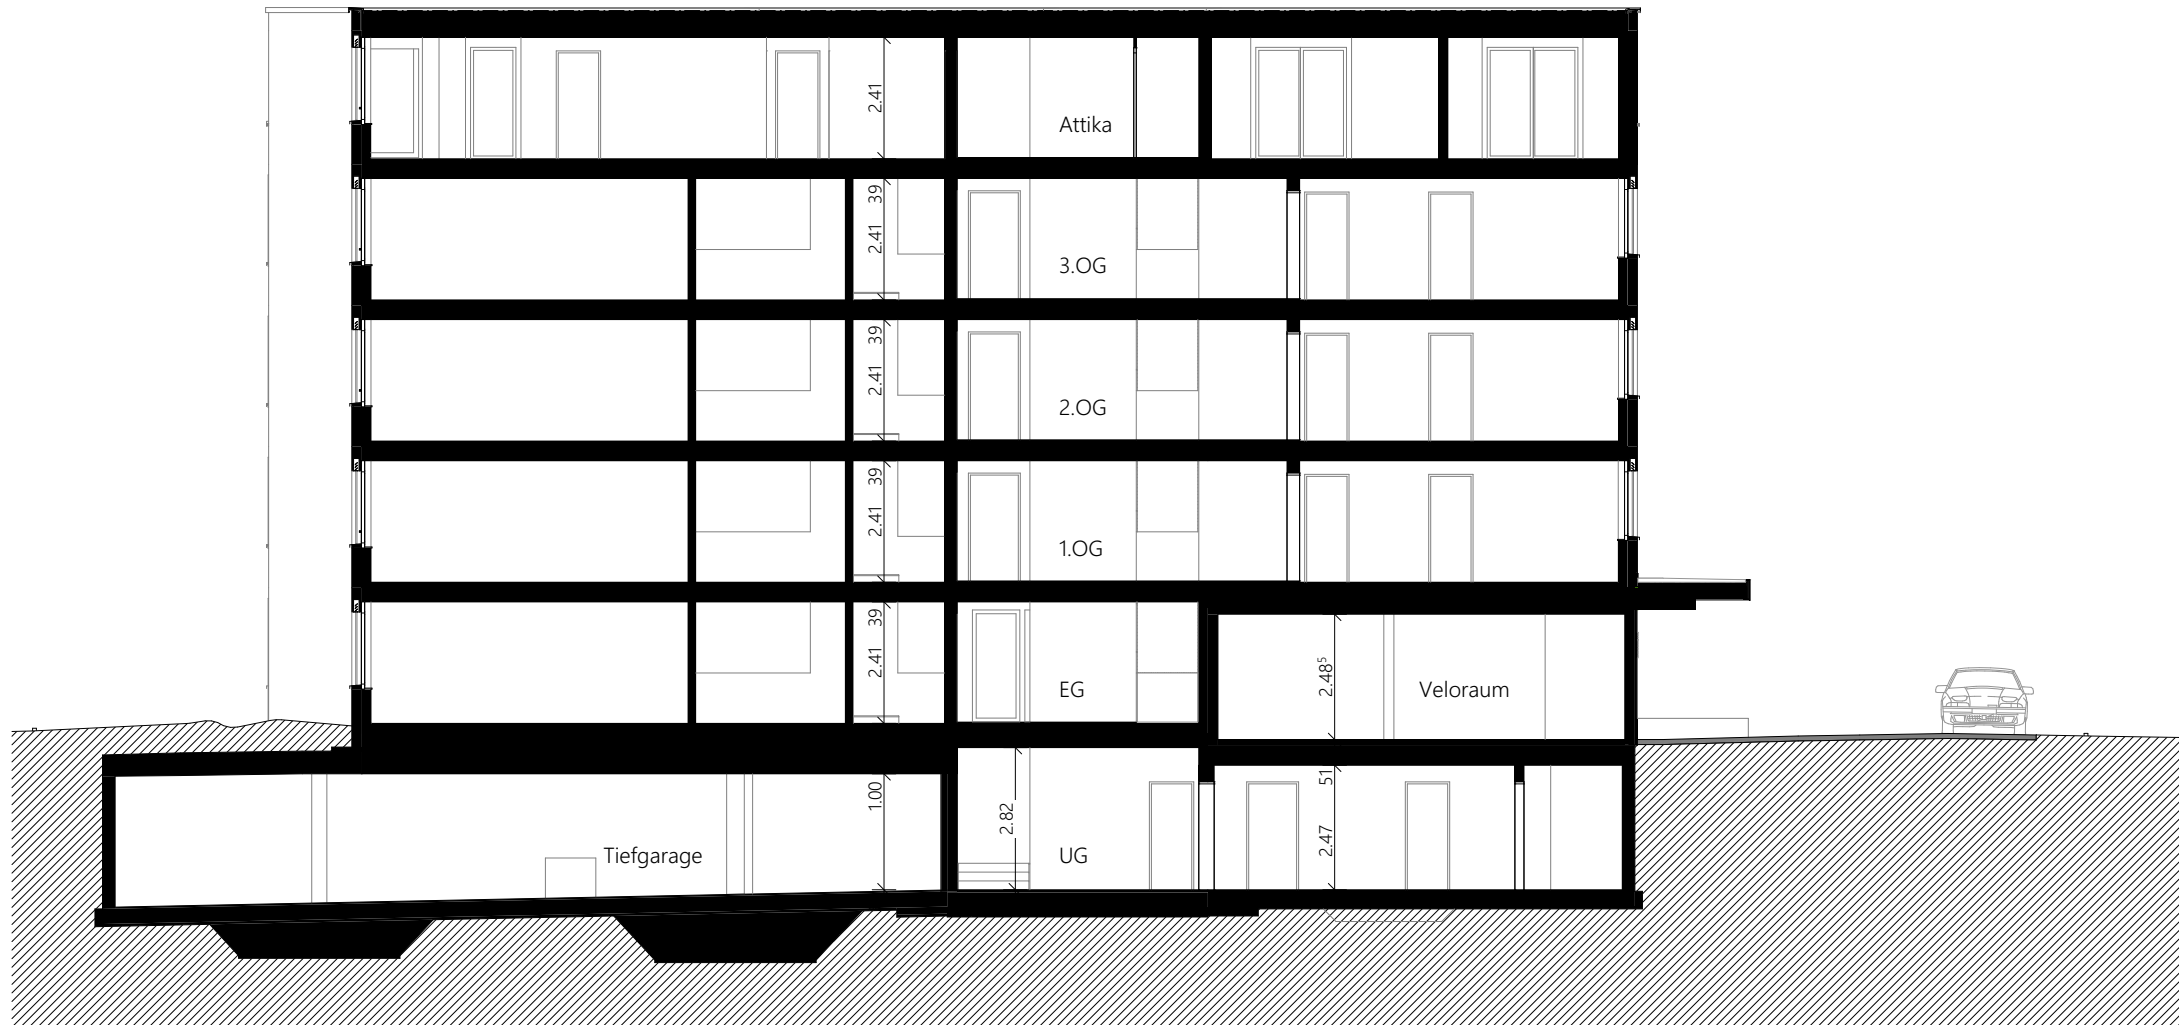 2.41
Attika
39
2.41
3.OG
39
2.41
2.OG
39
2.41
1.OG
39
2.41
EG
2.48⁵
Veloraum
1.00
Tiefgarage
2.82
UG
51
2.47